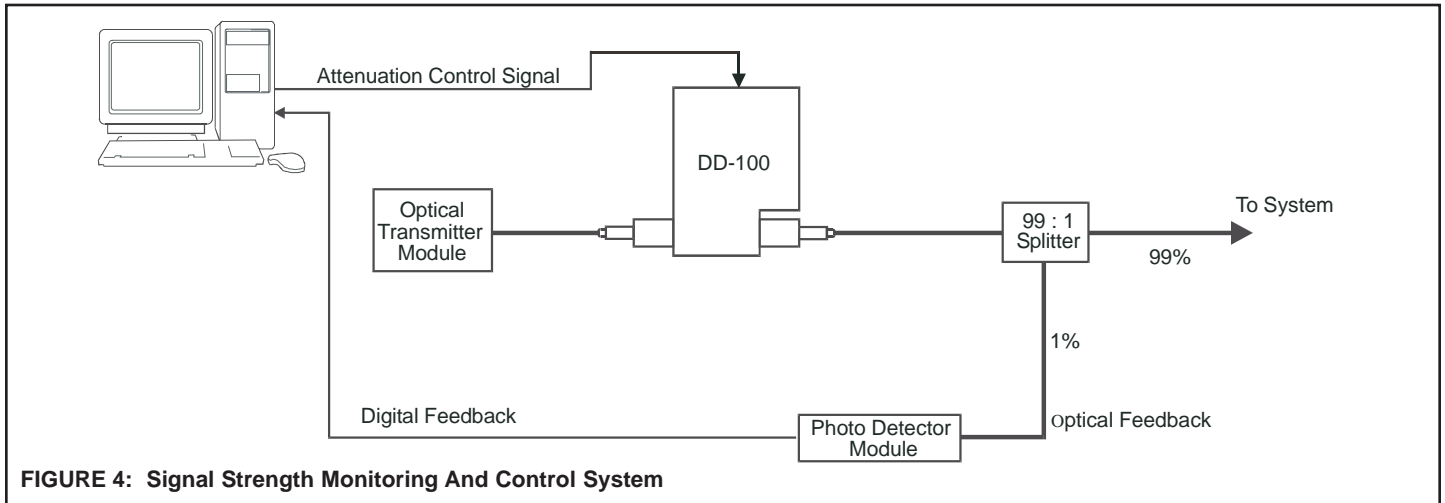 Attenuation Control Signal
DD-100
Optical
Transmitter
Module
99 : 1
Splitter
To System
99%
1%
Digital Feedback
Photo Detector
Module
Optical Feedback
FIGURE 4: Signal Strength Monitoring And Control System